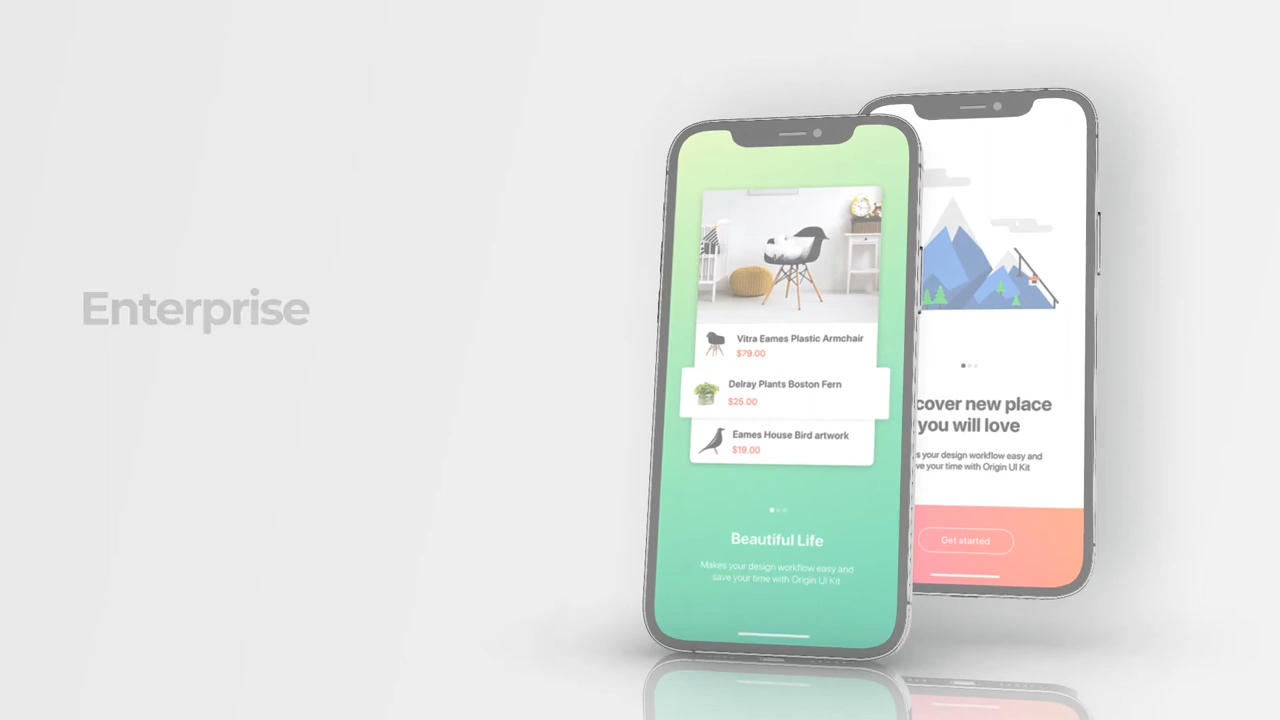 Enterprise
Vitra Eames Plastic Armchair
$79.00
Delray Plants Boston Fern
$25.00
Eames House Bird artwork
$19.00
Beautiful Life
Makes your design workflow easy and
save your time with Origin UI Kit
cover new place
you will love
s your design workflow easy and
ve your time with Origin UI Kit
Get started